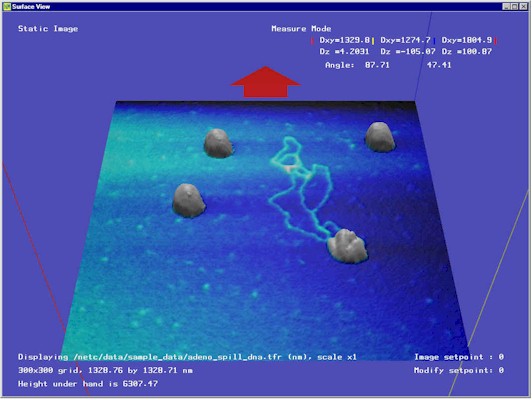 Surface View
Static Image
Measure Mode
Dxy=1329.8 Dxy=1274.7 Dxy=1804.9
Dz =4.2031 Dz =-105.07 Dz =100.87
Angle: 87.71 47.41
Displaying /netc/data/sample_data/adeno_spill_dna.tfr (nm), scale x1
Image setpoint : 0
300x300 grid, 1328.76 by 1328.71 nm
Modify setpoint: 0
Height under hand is 6307.47